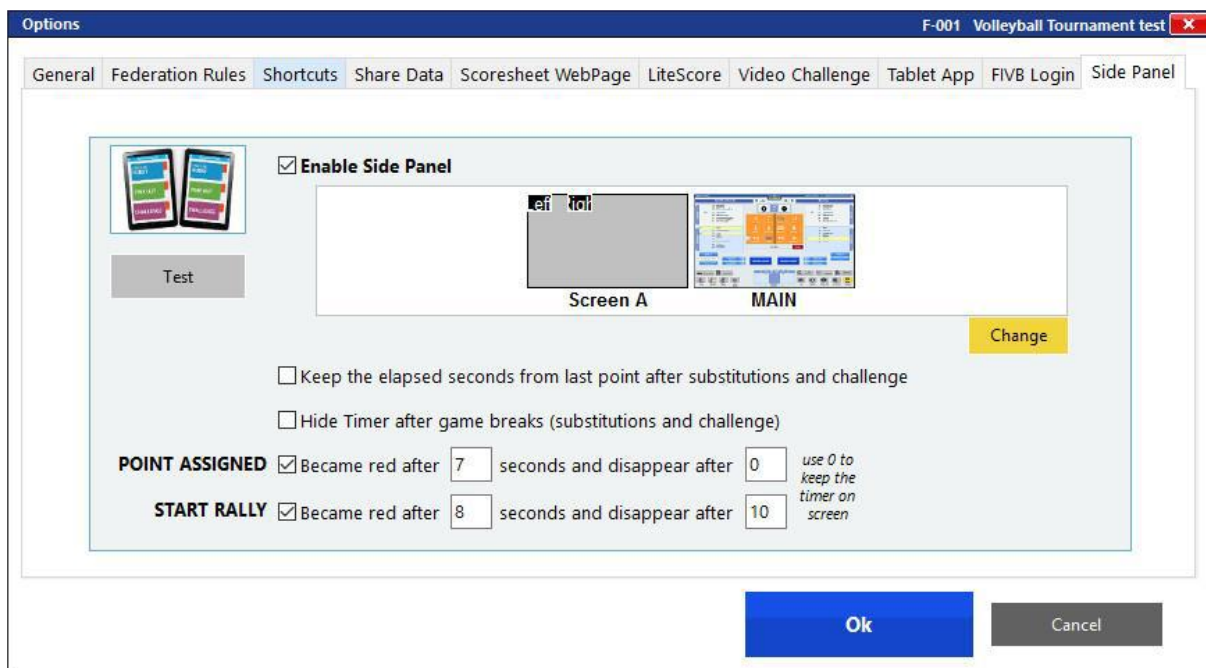 Options F-001 Volleyball Tournament test
General Federation Rules Shortcuts Share Data Scoresheet WebPage LiteScore Video Challenge Tablet App FIVB Login Side Panel
Enable Side Panel
Test
Screen A MAIN
Change
Keep the elapsed seconds from last point after substitutions and challenge
Hide Timer after game breaks (substitutions and challenge)
POINT ASSIGNED Became red after 7 seconds and disappear after 0
START RALLY Became red after 8 seconds and disappear after 10
use 0 to
keep the
timer on
screen
Ok Cancel